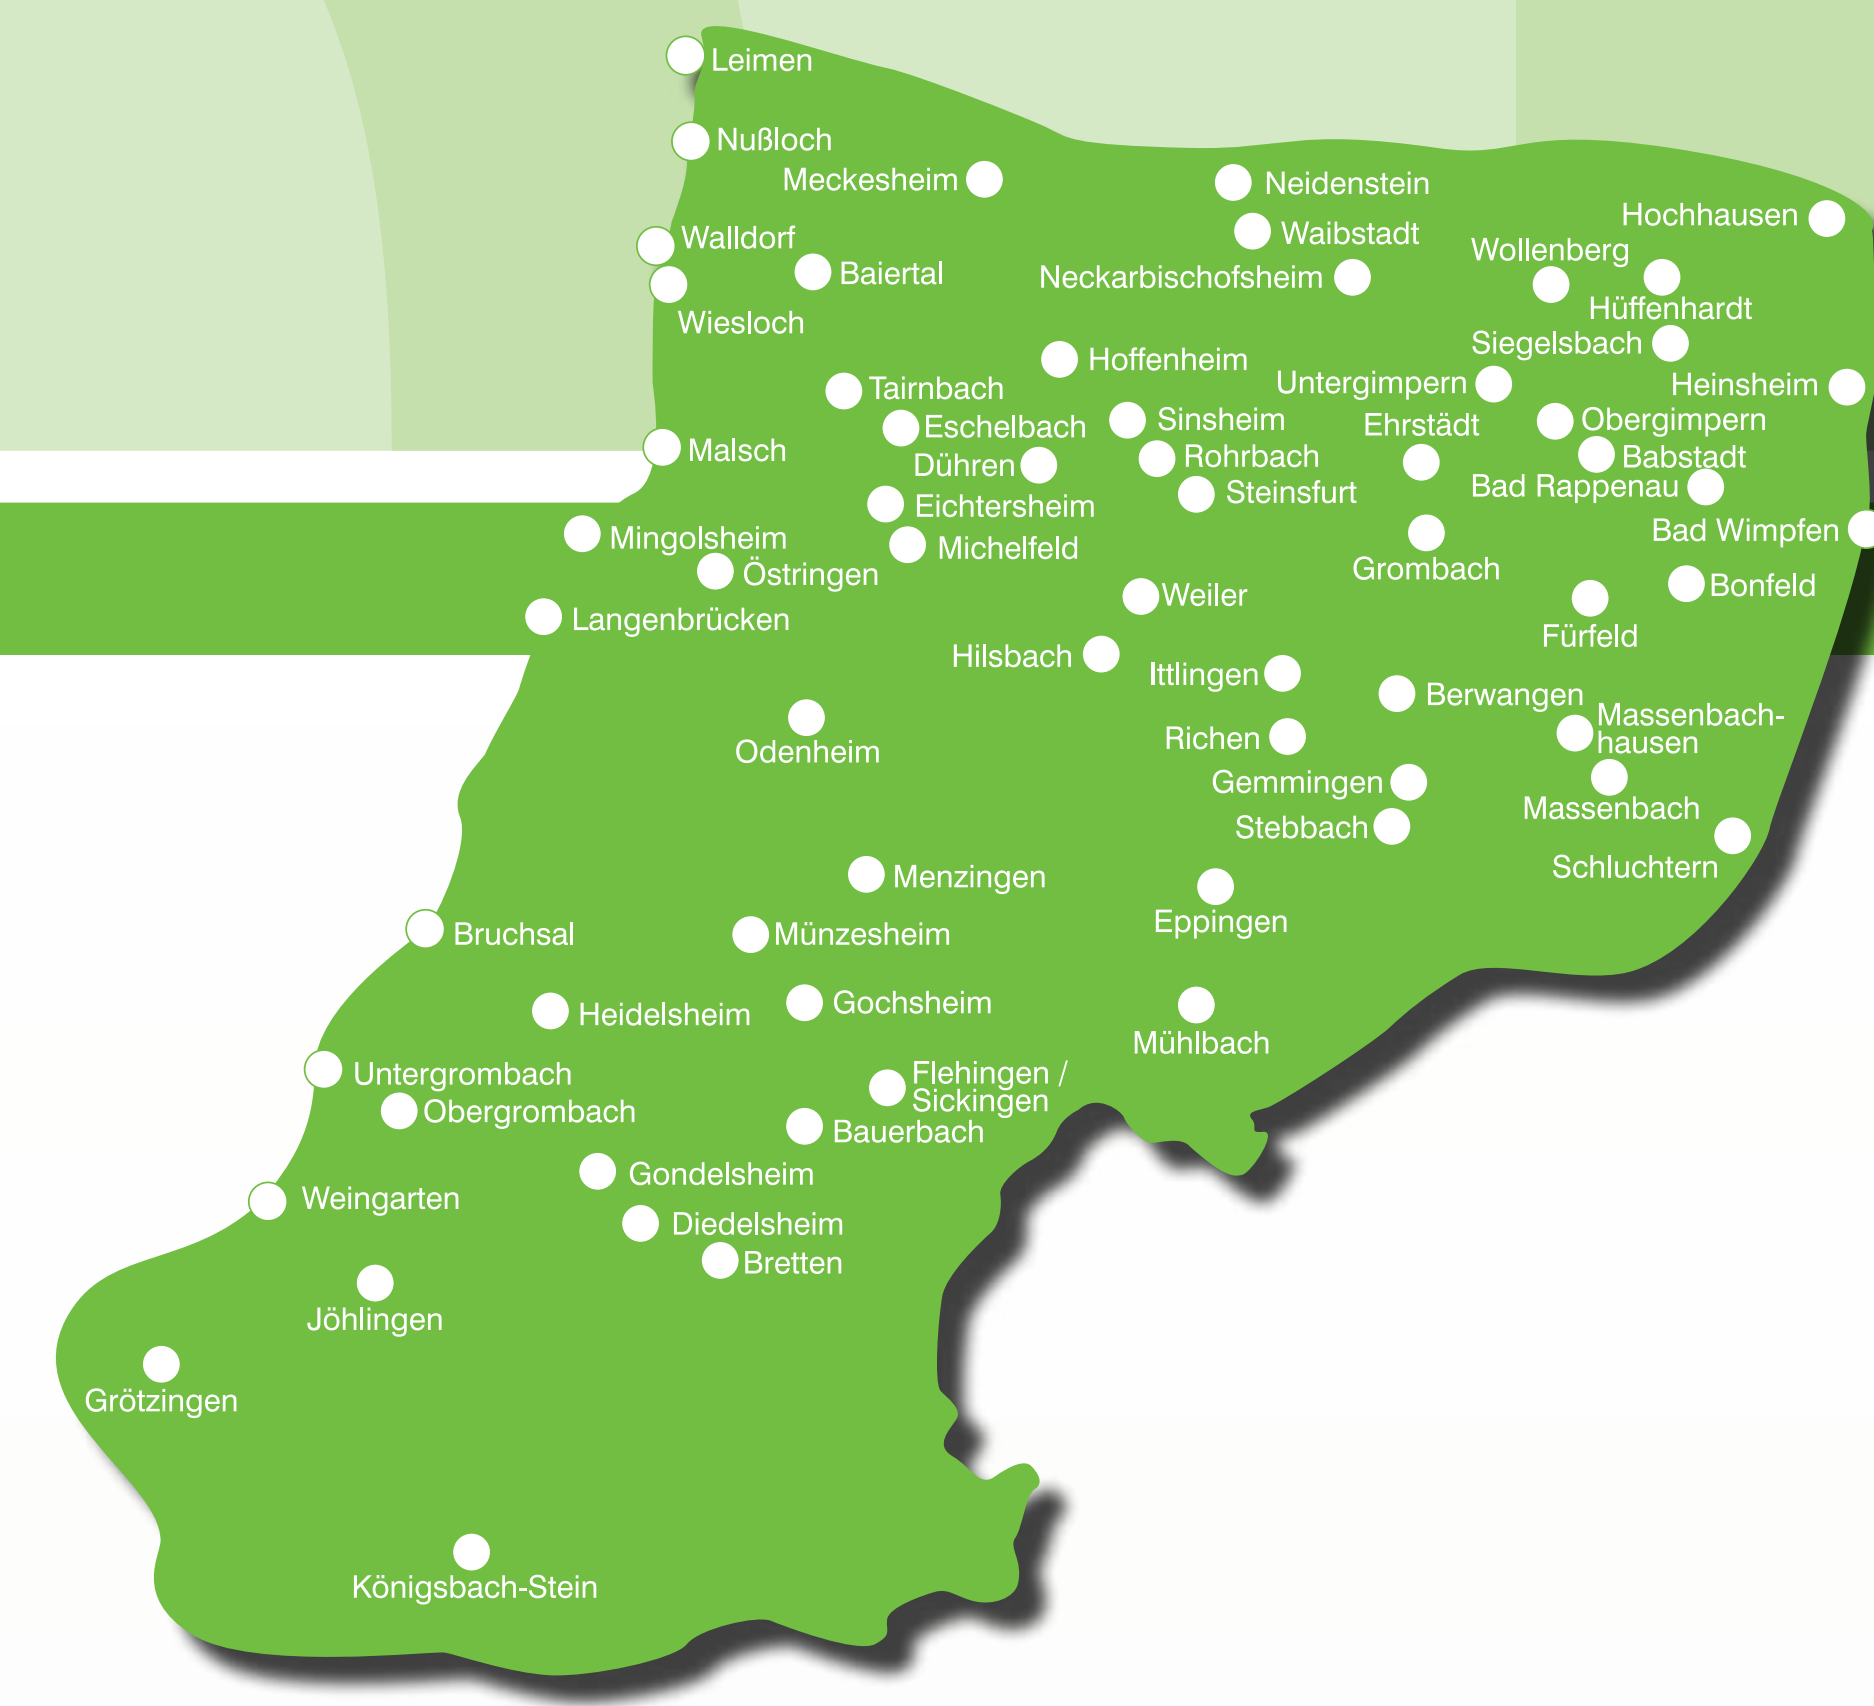 Leimen
Nußloch
Meckesheim
Neidenstein
Hochhausen
Walldorf
Waibstadt
Wollenberg
Baiertal
Neckarbischofsheim
Hüffenhardt
Wiesloch
Siegelsbach
Hoffenheim
Untergimpern
Heinsheim
Tairnbach
Sinsheim
Ehrstädt
Obergimpern
Eschelbach
Malsch
Dühren
Rohrbach
Babstadt
Bad Rappenau
Steinsfurt
Eichtersheim
Bad Wimpfen
Mingolsheim
Michelfeld
Grombach
Östringen
Bonfeld
Weiler
Langenbrücken
Fürfeld
Hilsbach
Ittlingen
Berwangen
Massenbach-
hausen
Richen
Odenheim
Gemmingen
Massenbach
Stebbach
Schluchtern
Menzingen
Eppingen
Bruchsal
Münzesheim
Gochsheim
Heidelsheim
Mühlbach
Untergrombach
Flehingen /
Sickingen
Obergrombach
Bauerbach
Gondelsheim
Weingarten
Diedelsheim
Bretten
Jöhlingen
Grötzingen
Königsbach-Stein